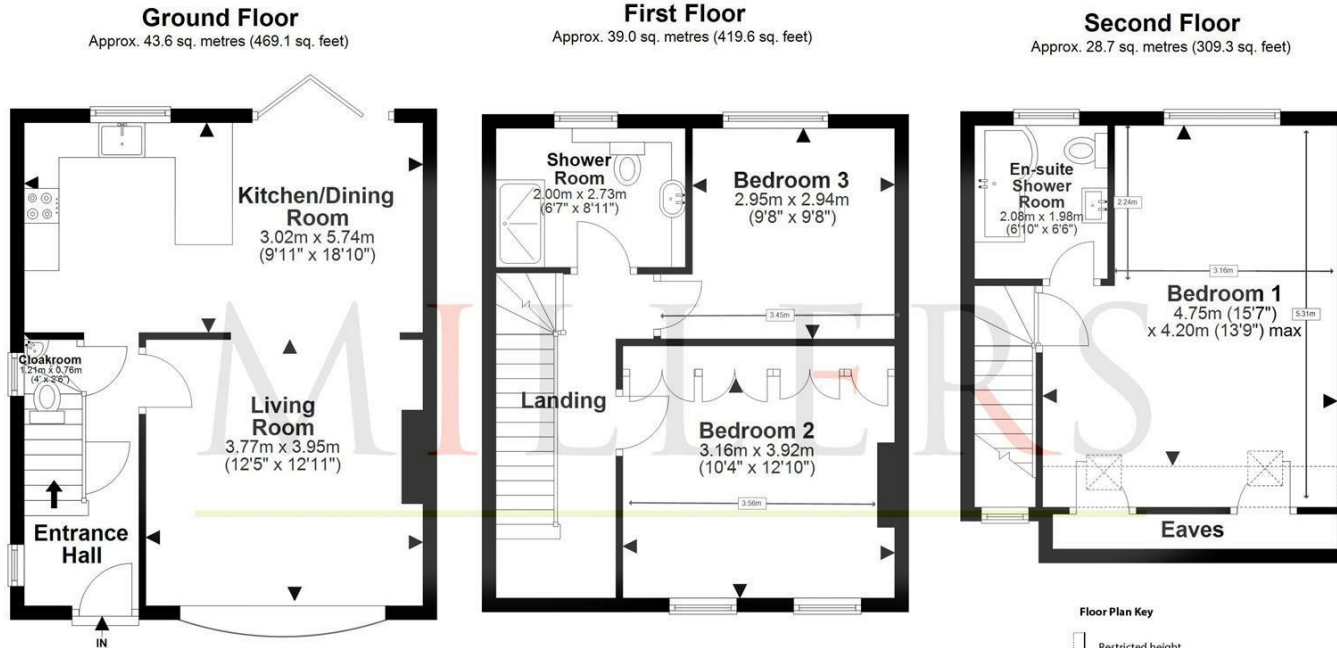 Ground Floor
Approx. 43.6 sq. metres (469.1 sq. feet)
Kitchen/Dining
Room
3.02m x 5.74m
(9'11" x 18'10")
Cloakroom
1.21m x 0.76m
(4' x 2'6")
Living
Room
3.77m x 3.95m
(12'5" x 12'11")
Entrance
Hall
IN
First Floor
Approx. 39.0 sq. metres (419.6 sq. feet)
Shower
Room
2.00m x 2.73m
(6'7" x 8'11")
Bedroom 3
2.95m x 2.94m
(9'8" x 9'8")
3.45m
Landing
Bedroom 2
3.16m x 3.92m
(10'4" x 12'10")
3.56m
Second Floor
Approx. 28.7 sq. metres (309.3 sq. feet)
En-suite
Shower
Room
2.08m x 1.98m
(6'10" x 6'6")
2.24m
3.16m
Bedroom 1
4.75m (15'7")
x 4.20m (13'9") max
5.31m
Eaves
MILLERS
Floor Plan Key
Restricted height